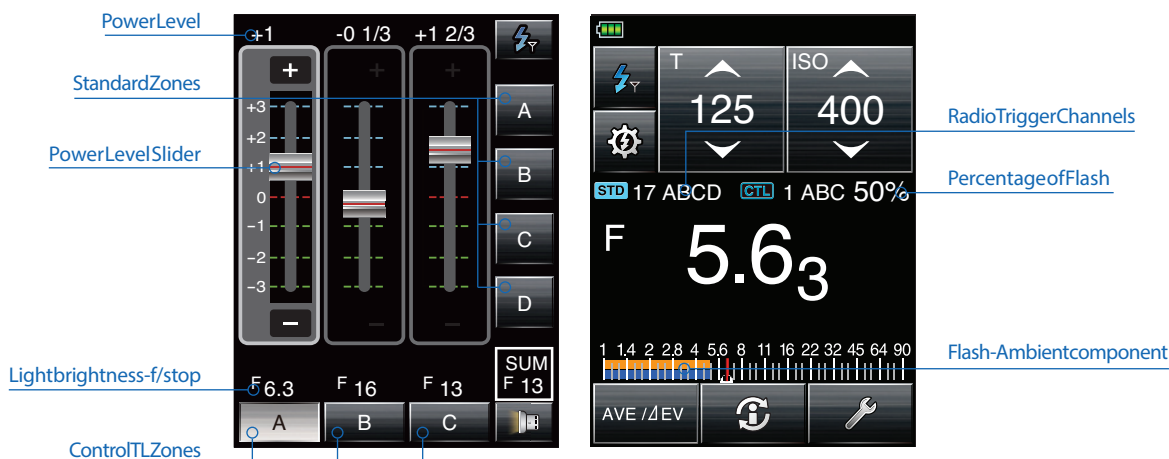 PowerLevel
StandardZones
PowerLevelSlider
Lightbrightness-f/stop
ControlTLZones
+1 -0 1/3 +1 2/3
+ + +
+3
+2
+1
0
-1
-2
-3
- - -
A
B
C
D
SUM
F 13
F 6.3 F 16 F 13
A B C
T ISO
125 400
STD 17 ABCD CTL 1 ABC 50%
F 5.6 3
1 1.4 2 2.8 4 5.6 8 11 16 22 32 45 64 90
AVE /⊿EV
RadioTriggerChannels
PercentageofFlash
Flash-Ambientcomponent